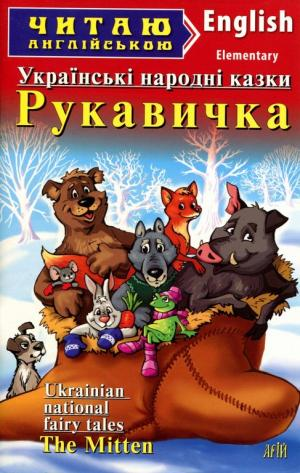 ЧИТАЮ
АНГЛІЙСЬКОЮ
English
Elementary
Українські народні казки
Рукавичка
Ukrainian
national
fairy tales
The Mitten
АРІЙ